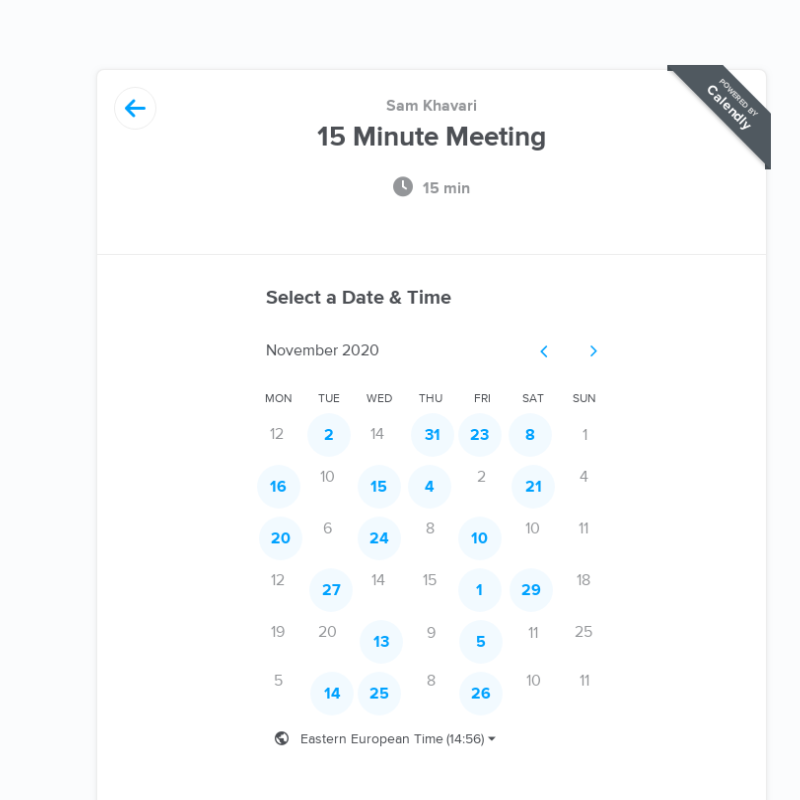 POWERED BY
Calendly
Sam Khavari
15 Minute Meeting
15 min
Select a Date & Time
November 2020
MON TUE WED THU FRI SAT SUN
12 2 14 31 23 8 1
16 10 15 4 2 21 4
20 6 24 8 10 10 11
12 27 14 15 1 29 18
19 20 13 9 5 11 25
5 14 25 8 26 10 11
Eastern European Time (14:56)